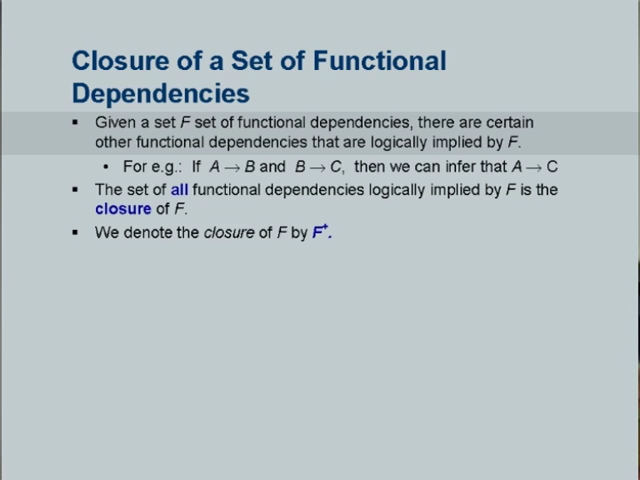 Closure of a Set of Functional
Dependencies
▪ Given a set F set of functional dependencies, there are certain
other functional dependencies that are logically implied by F.
• For e.g.: If A → B and B → C, then we can infer that A → C
▪ The set of all functional dependencies logically implied by F is the
closure of F.
▪ We denote the closure of F by F⁺.